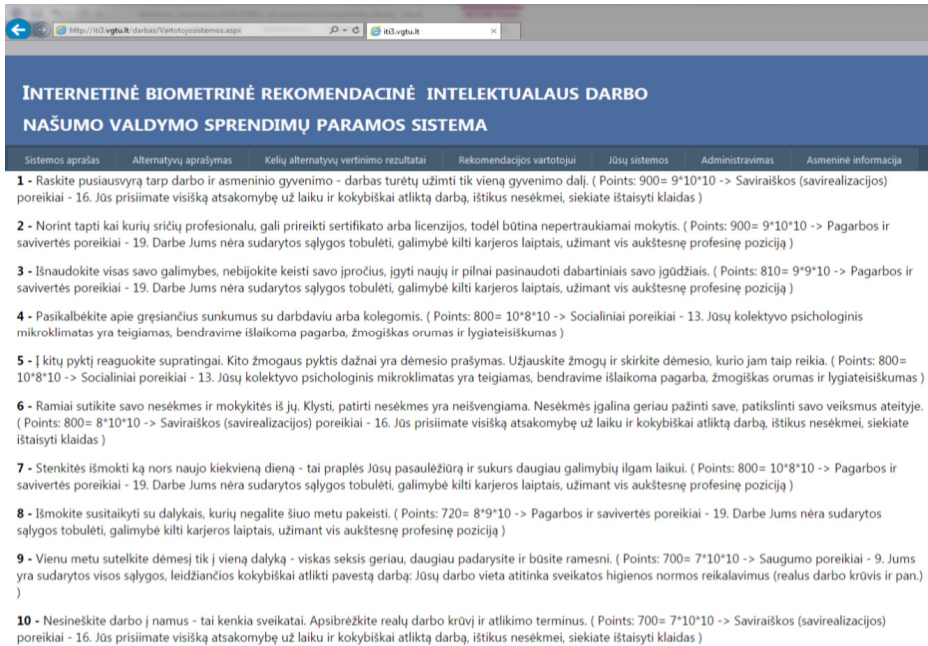 http://iti3.vgtu.lt/darbas/Vartotojosistemos.aspx
iti3.vgtu.lt
INTERNETINĖ BIOMETRINĖ REKOMENDACINĖ INTELEKTUALAUS DARBO
NAŠUMO VALDYMO SPRENDIMŲ PARAMOS SISTEMA
Sistemos aprašas Alternatyvų aprašymas Kelių alternatyvų vertinimo rezultatai Rekomendacijos vartotojui Jūsų sistemos Administravimas Asmeninė informacija
1 - Raskite pusiausvyrą tarp darbo ir asmeninio gyvenimo - darbas turėtų užimti tik vieną gyvenimo dalį. ( Points: 900= 9*10*10 -> Saviraiškos (savirealizacijos)
poreikiai - 16. Jūs prisiimate visišką atsakomybę už laiku ir kokybiškai atliktą darbą, ištikus nesėkmei, siekiate ištaisyti klaidas )
2 - Norint tapti kai kurių sričių profesionalu, gali prireikti sertifikato arba licenzijos, todėl būtina nepertraukiamai mokytis. ( Points: 900= 9*10*10 -> Pagarbos ir
savivertės poreikiai - 19. Darbe Jums nėra sudarytos sąlygos tobulėti, galimybė kilti karjeros laiptais, užimant vis aukštesnę profesinę poziciją )
3 - Išnaudokite visas savo galimybes, nebijokite keisti savo įpročius, įgyti naujų ir pilnai pasinaudoti dabartiniais savo įgūdžiais. ( Points: 810= 9*9*10 -> Pagarbos ir
savivertės poreikiai - 19. Darbe Jums nėra sudarytos sąlygos tobulėti, galimybė kilti karjeros laiptais, užimant vis aukštesnę profesinę poziciją )
4 - Pasikalbėkite apie gręsiančius sunkumus su darbdaviu arba kolegomis. ( Points: 800= 10*8*10 -> Socialiniai poreikiai - 13. Jūsų kolektyvo psichologinis
mikroklimatas yra teigiamas, bendravime išlaikoma pagarba, žmogiškas orumas ir lygiateisiškumas )
5 - Į kitų pyktį reaguokite supratingai. Kito žmogaus pyktis dažnai yra dėmesio prašymas. Užjauskite žmogų ir skirkite dėmesio, kurio jam taip reikia. ( Points: 800=
10*8*10 -> Socialiniai poreikiai - 13. Jūsų kolektyvo psichologinis mikroklimatas yra teigiamas, bendravime išlaikoma pagarba, žmogiškas orumas ir lygiateisiškumas )
6 - Ramiai sutikite savo nesėkmes ir mokykitės iš jų. Klysti, patirti nesėkmes yra neišvengiama. Nesėkmės įgalina geriau pažinti save, patikslinti savo veiksmus ateityje.
( Points: 800= 8*10*10 -> Saviraiškos (savirealizacijos) poreikiai - 16. Jūs prisiimate visišką atsakomybę už laiku ir kokybiškai atliktą darbą, ištikus nesėkmei, siekiate
ištaisyti klaidas )
7 - Stenkitės išmokti ką nors naujo kiekvieną dieną - tai praplės Jūsų pasaulėžiūrą ir sukurs daugiau galimybių ilgam laikui. ( Points: 800= 10*8*10 -> Pagarbos ir
savivertės poreikiai - 19. Darbe Jums nėra sudarytos sąlygos tobulėti, galimybė kilti karjeros laiptais, užimant vis aukštesnę profesinę poziciją )
8 - Išmokite susitaikyti su dalykais, kurių negalite šiuo metu pakeisti. ( Points: 720= 8*9*10 -> Pagarbos ir savivertės poreikiai - 19. Darbe Jums nėra sudarytos
sąlygos tobulėti, galimybė kilti karjeros laiptais, užimant vis aukštesnę profesinę poziciją )
9 - Vienu metu sutelkite dėmesį tik į vieną dalyką - viskas seksis geriau, daugiau padarysite ir būsite ramesni. ( Points: 700= 7*10*10 -> Saugumo poreikiai - 9. Jums
yra sudarytos visos sąlygos, leidžiančios kokybiškai atlikti pavestą darbą: Jūsų darbo vieta atitinka sveikatos higienos normos reikalavimus (realus darbo krūvis ir pan.)
)
10 - Nesineškite darbo į namus - tai kenkia sveikatai. Apsibrėžkite realų darbo krūvį ir atlikimo terminus. ( Points: 700= 7*10*10 -> Saviraiškos (savirealizacijos)
poreikiai - 16. Jūs prisiimate visišką atsakomybę už laiku ir kokybiškai atliktą darbą, ištikus nesėkmei, siekiate ištaisyti klaidas )